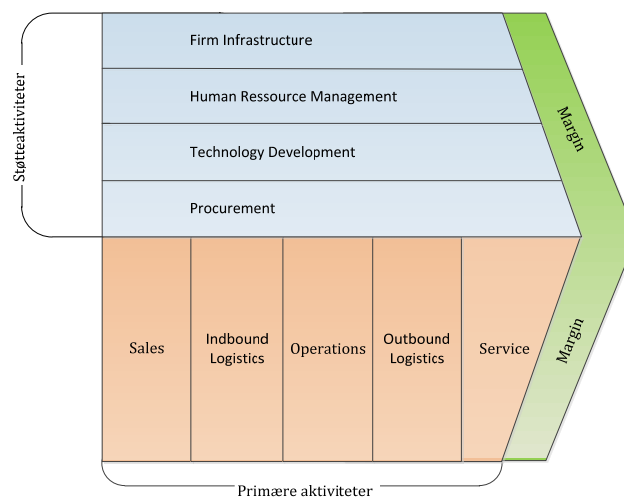 Støtteaktiviteter
Firm Infrastructure
Human Ressource Management
Technology Development
Procurement
Margin
Sales
Indbound
Logistics
Operations
Outbound
Logistics
Service
Margin
Primære aktiviteter